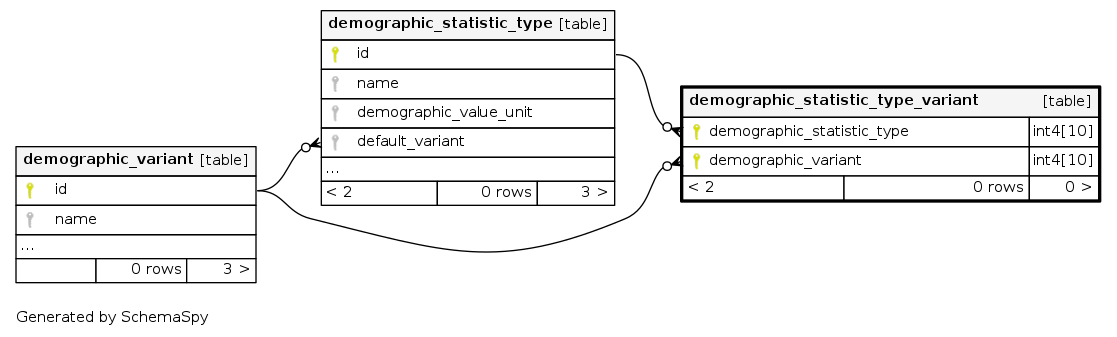 demographic_statistic_type [table]
id
name
demographic_value_unit
default_variant
...
< 2 0 rows 3 >
demographic_statistic_type_variant [table]
demographic_statistic_type int4[10]
demographic_variant int4[10]
< 2 0 rows 0 >
demographic_variant [table]
id
name
...
0 rows 3 >
Generated by SchemaSpy